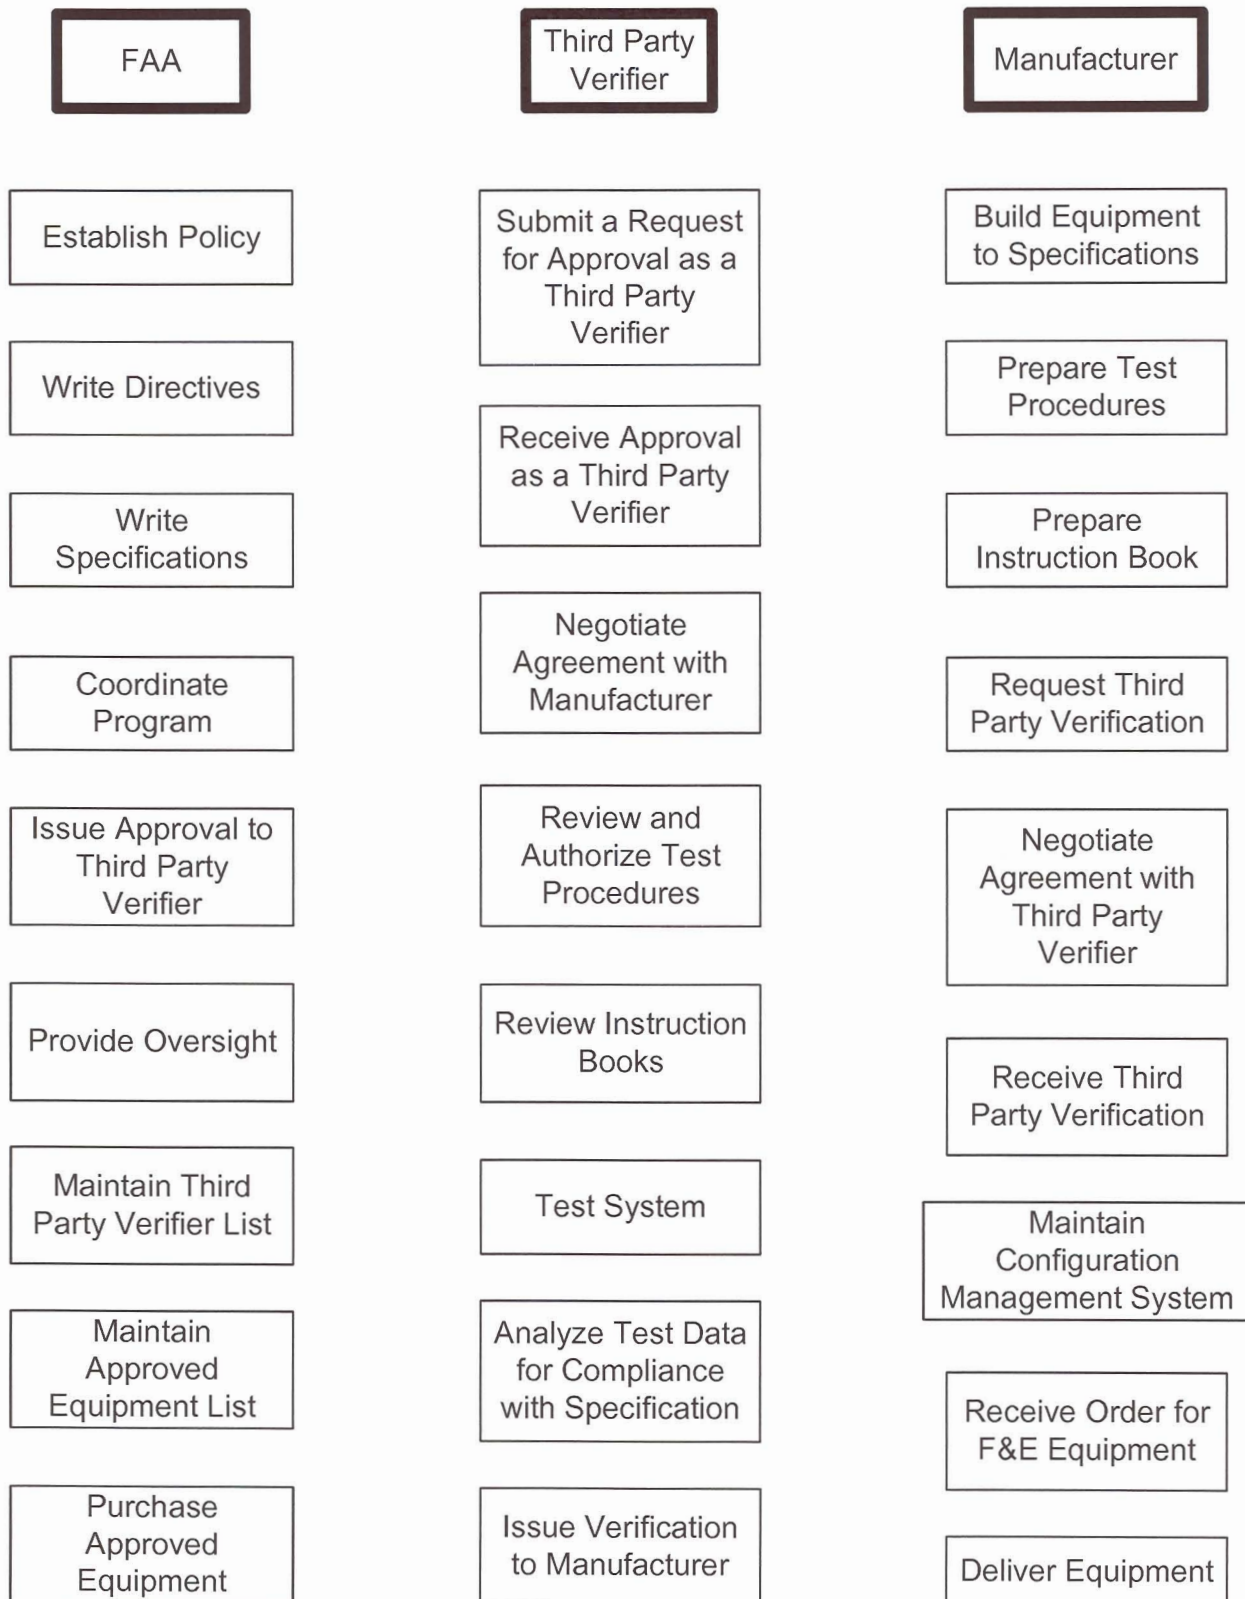 FAA
Third Party
Verifier
Manufacturer
Establish Policy
Write Directives
Write
Specifications
Coordinate
Program
Issue Approval to
Third Party
Verifier
Provide Oversight
Maintain Third
Party Verifier List
Maintain
Approved
Equipment List
Purchase
Approved
Equipment
Submit a Request
for Approval as a
Third Party
Verifier
Receive Approval
as a Third Party
Verifier
Negotiate
Agreement with
Manufacturer
Review and
Authorize Test
Procedures
Review Instruction
Books
Test System
Analyze Test Data
for Compliance
with Specification
Issue Verification
to Manufacturer
Build Equipment
to Specifications
Prepare Test
Procedures
Prepare
Instruction Book
Request Third
Party Verification
Negotiate
Agreement with
Third Party
Verifier
Receive Third
Party Verification
Maintain
Configuration
Management System
Receive Order for
F&E Equipment
Deliver Equipment